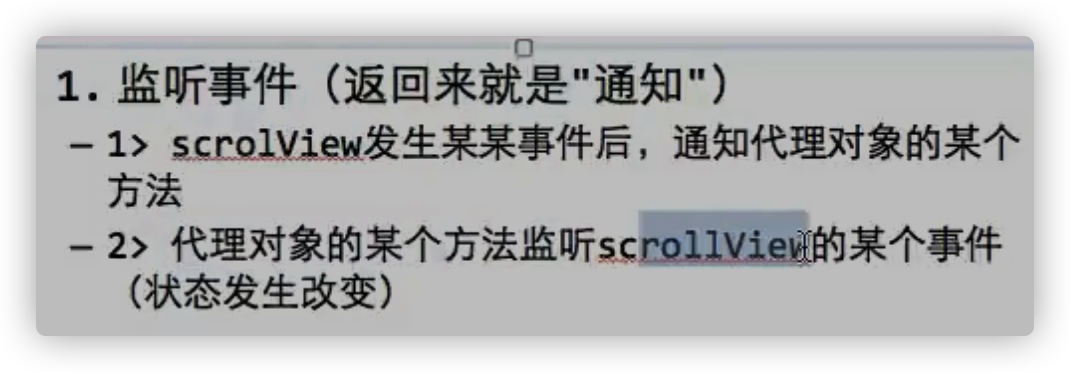 1. 监听事件（返回来就是"通知"）
– 1> scrolView发生某某事件后，通知代理对象的某个
方法
– 2> 代理对象的某个方法监听scrollView的某个事件
（状态发生改变）